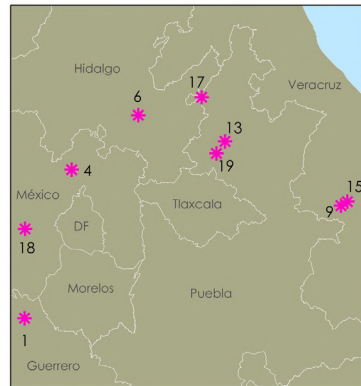 Hidalgo
17
Veracruz
6
13
19
4
México
Tlaxcala
15
9
DF
18
Morelos
Puebla
1
Guerrero